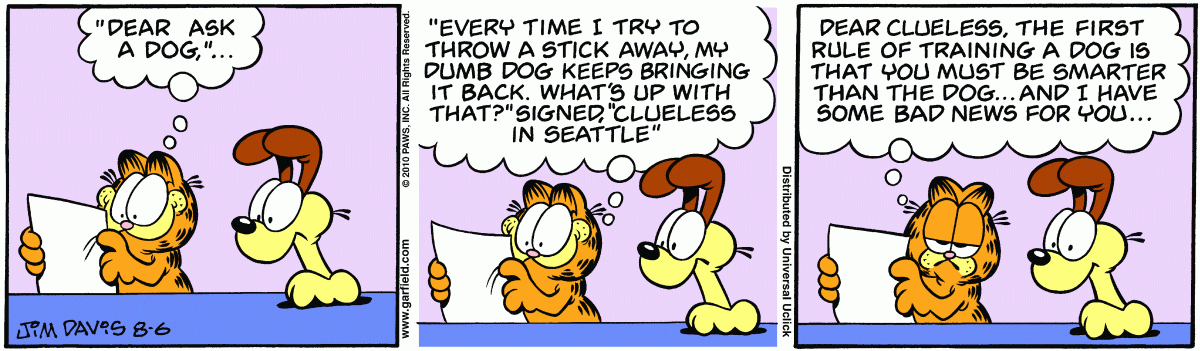 "DEAR ASK
A DOG,"...
JIM DAVIS 8-6
© 2010 PAWS, INC. All Rights Reserved.
www.garfield.com
"EVERY TIME I TRY TO
THROW A STICK AWAY, MY
DUMB DOG KEEPS BRINGING
IT BACK. WHAT'S UP WITH
THAT?" SIGNED, "CLUELESS
IN SEATTLE"
Distributed by Universal Uclick
DEAR CLUELESS, THE FIRST
RULE OF TRAINING A DOG IS
THAT YOU MUST BE SMARTER
THAN THE DOG...AND I HAVE
SOME BAD NEWS FOR YOU...